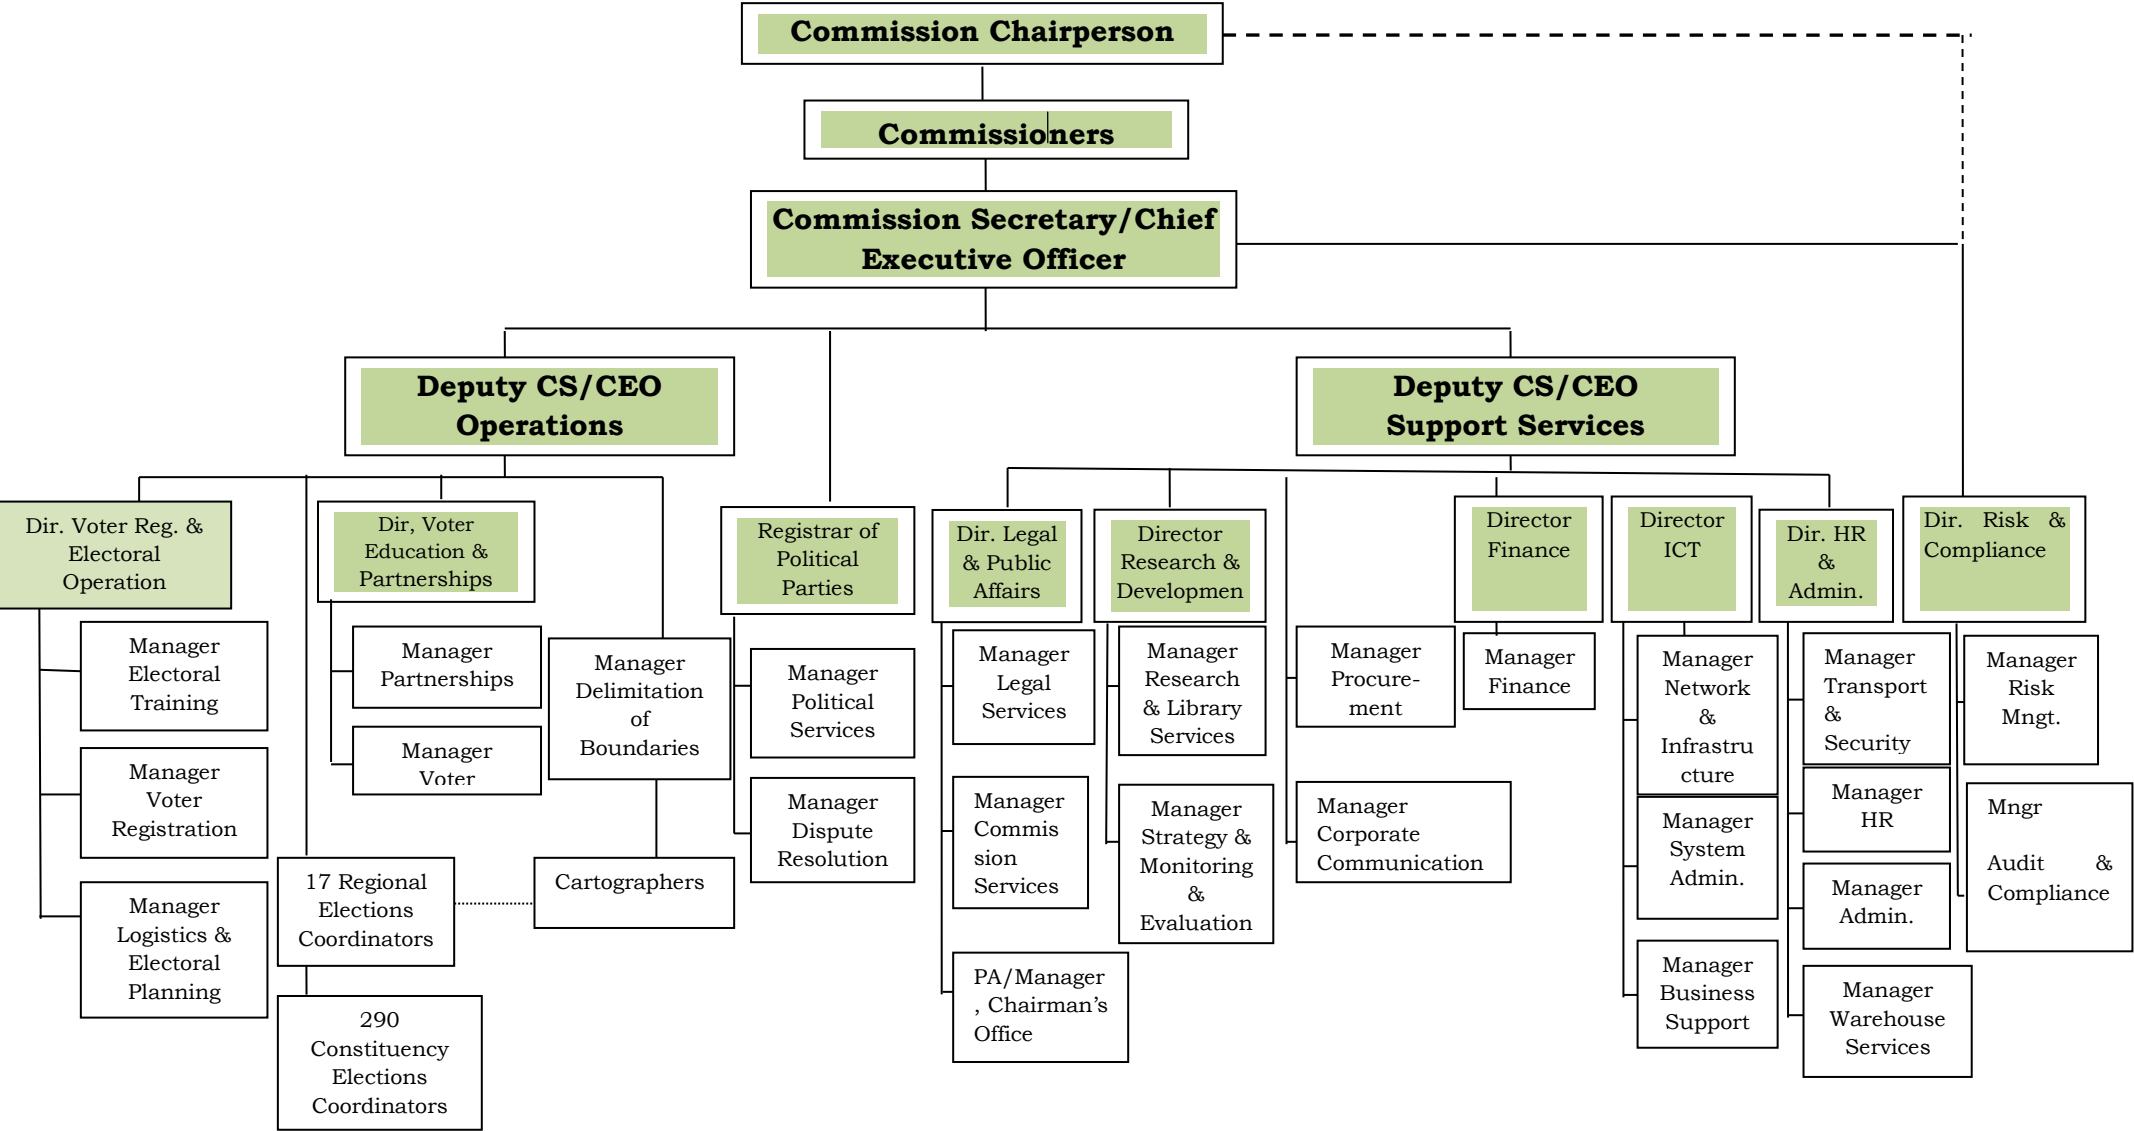 Commission Chairperson
Commissioners
Commission Secretary/Chief
Executive Officer
Deputy CS/CEO
Operations
Deputy CS/CEO
Support Services
Dir. Voter Reg. &
Electoral
Operation
Dir, Voter
Education &
Partnerships
Registrar of
Political
Parties
Dir. Legal
& Public
Affairs
Director
Research &
Developmen
Director
Finance
Director
ICT
Dir. HR
&
Admin.
Dir. Risk &
Compliance
Manager
Electoral
Training
Manager
Voter
Registration
Manager
Logistics &
Electoral
Planning
17 Regional
Elections
Coordinators
290
Constituency
Elections
Coordinators
Manager
Partnerships
Manager
Voter
Manager
Delimitation
of
Boundaries
Cartographers
Manager
Political
Services
Manager
Dispute
Resolution
Manager
Legal
Services
Manager
Commis
sion
Services
PA/Manager
, Chairman’s
Office
Manager
Research
& Library
Services
Manager
Strategy &
Monitoring
&
Evaluation
Manager
Procure-
ment
Manager
Corporate
Communication
Manager
Finance
Manager
Network
&
Infrastru
cture
Manager
System
Admin.
Manager
Business
Support
Manager
Transport
&
Security
Manager
HR
Manager
Admin.
Manager
Warehouse
Services
Manager
Risk
Mngt.
Mngr
Audit &
Compliance